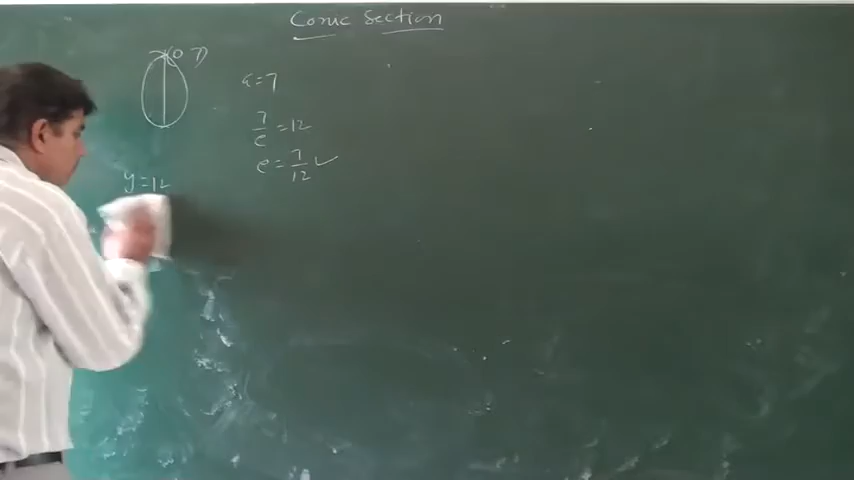 Conic Section
(0 7)
a = 7
7/e = 12
e = 7/12 ✓
y = 12